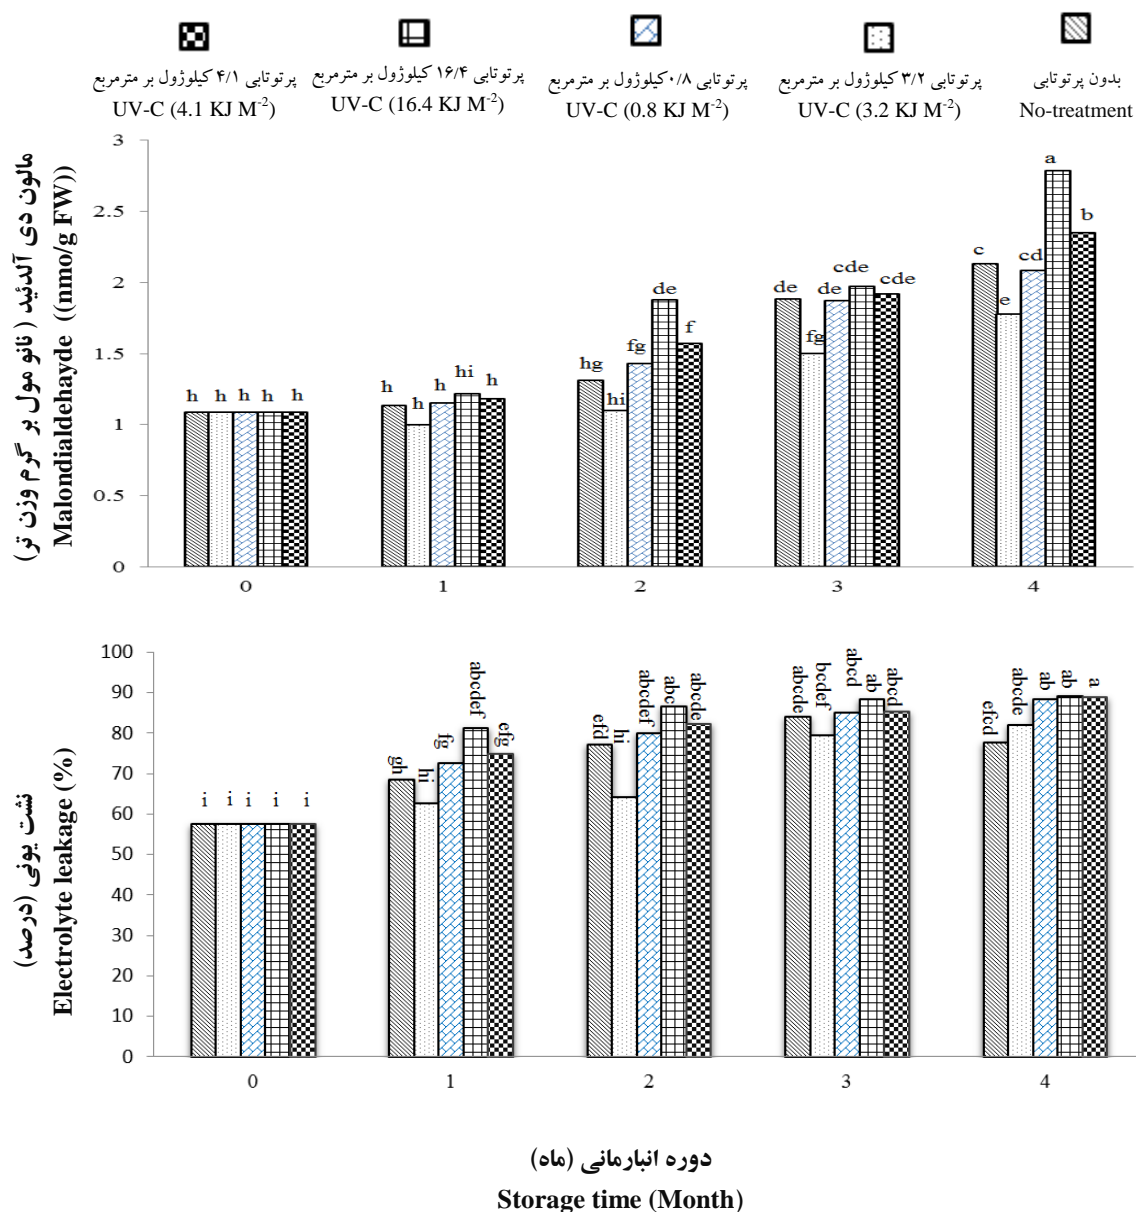 پرتوتابی ۴/۱ کیلوژول بر مترمربع
UV-C (4.1 KJ M-2)
پرتوتابی ۱۶/۴ کیلوژول بر مترمربع
UV-C (16.4 KJ M-2)
پرتوتابی ۰/۸کیلوژول بر مترمربع
UV-C (0.8 KJ M-2)
پرتوتابی ۳/۲ کیلوژول بر مترمربع
UV-C (3.2 KJ M-2)
بدون پرتوتابی
No-treatment
مالون دی آلدئید ( نانو مول بر گرم وزن تر)
Malondialdehayde ((nmo/g FW))
3
2.5
2
1.5
1
0.5
0
h h h h h
h h h hi h
hg hi fg de f
de fg de cde cde
c e cd a b
0 1 2 3 4
نشت یونی (درصد)
Electrolyte leakage (%)
100
90
80
70
60
50
40
30
20
10
0
i i i i i
gh hi fg abcdef efg
efd hi abcdef abc abcde
abcde bcdef abcd ab abcd
efcd abcde ab ab a
0 1 2 3 4
دوره انبارمانی (ماه)
Storage time (Month)